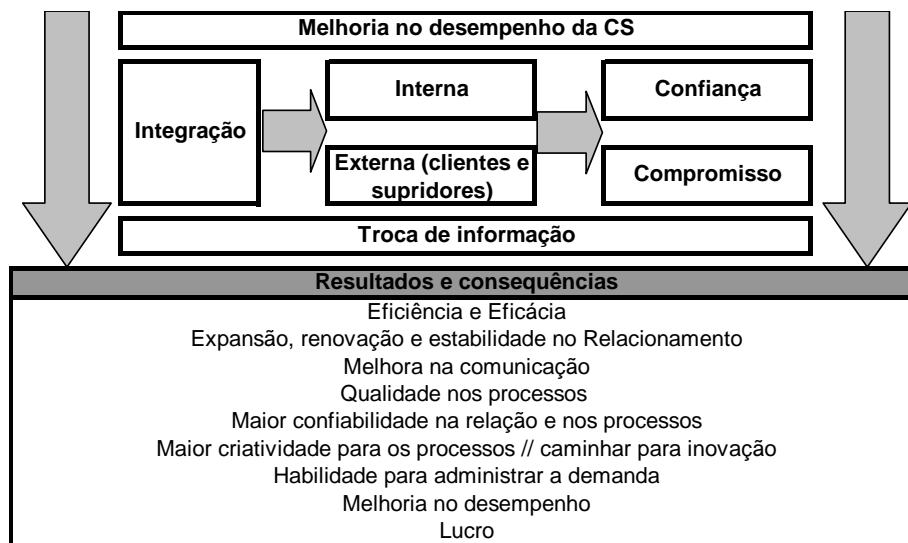 Melhoria no desempenho da CS
Integração
Interna
Externa (clientes e
supridores)
Confiança
Compromisso
Troca de informação
Resultados e consequências
Eficiência e Eficácia
Expansão, renovação e estabilidade no Relacionamento
Melhora na comunicação
Qualidade nos processos
Maior confiabilidade na relação e nos processos
Maior criatividade para os processos // caminhar para inovação
Habilidade para administrar a demanda
Melhoria no desempenho
Lucro